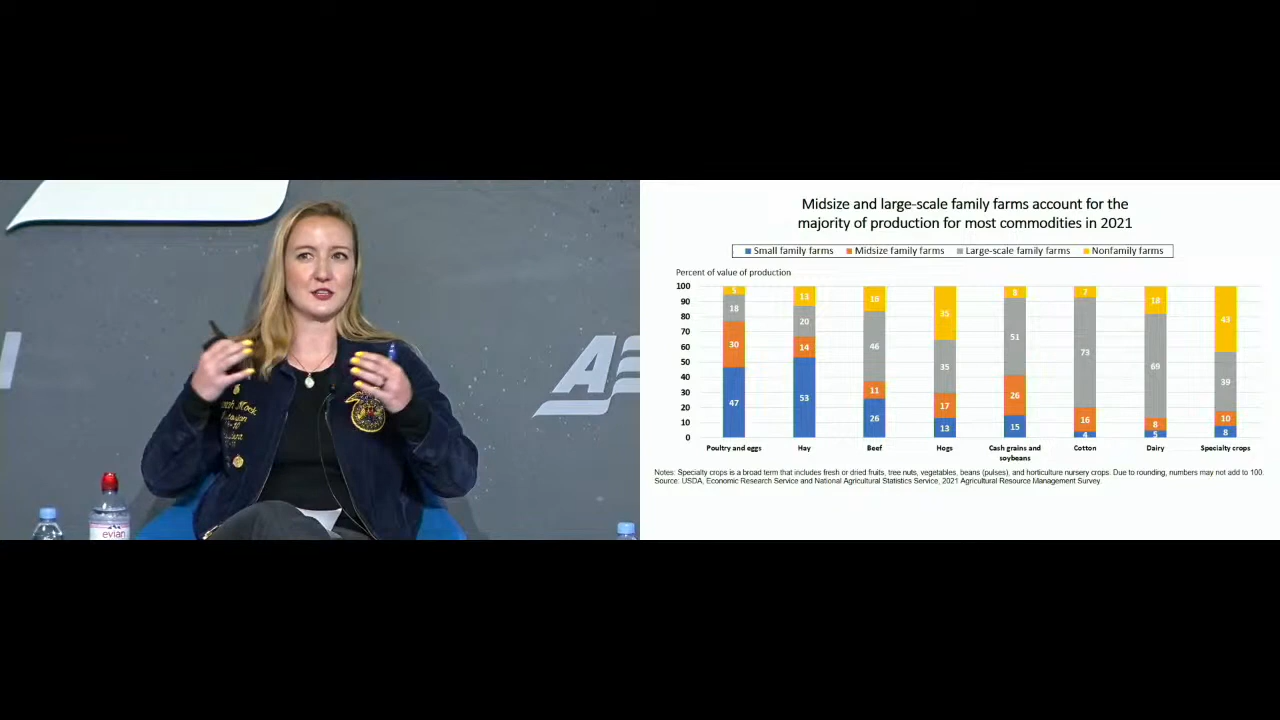 evian
Midsize and large-scale family farms account for the
majority of production for most commodities in 2021
Small family farms Midsize family farms Large-scale family farms Nonfamily farms
Percent of value of production
100
90
80
70
60
50
40
30
20
10
0
5 18 30 47
13 20 14 53
16 46 11 26
35 35 17 13
8 51 26 15
7 73 16 4
18 69 8 5
43 39 10 8
Poultry and eggs Hay Beef Hogs Cash grains and soybeans Cotton Dairy Specialty crops
Notes: Specialty crops is a broad term that includes fresh or dried fruits, tree nuts, vegetables, beans (pulses), and horticulture nursery crops. Due to rounding, numbers may not add to 100.
Source: USDA, Economic Research Service and National Agricultural Statistics Service, 2021 Agricultural Resource Management Survey.